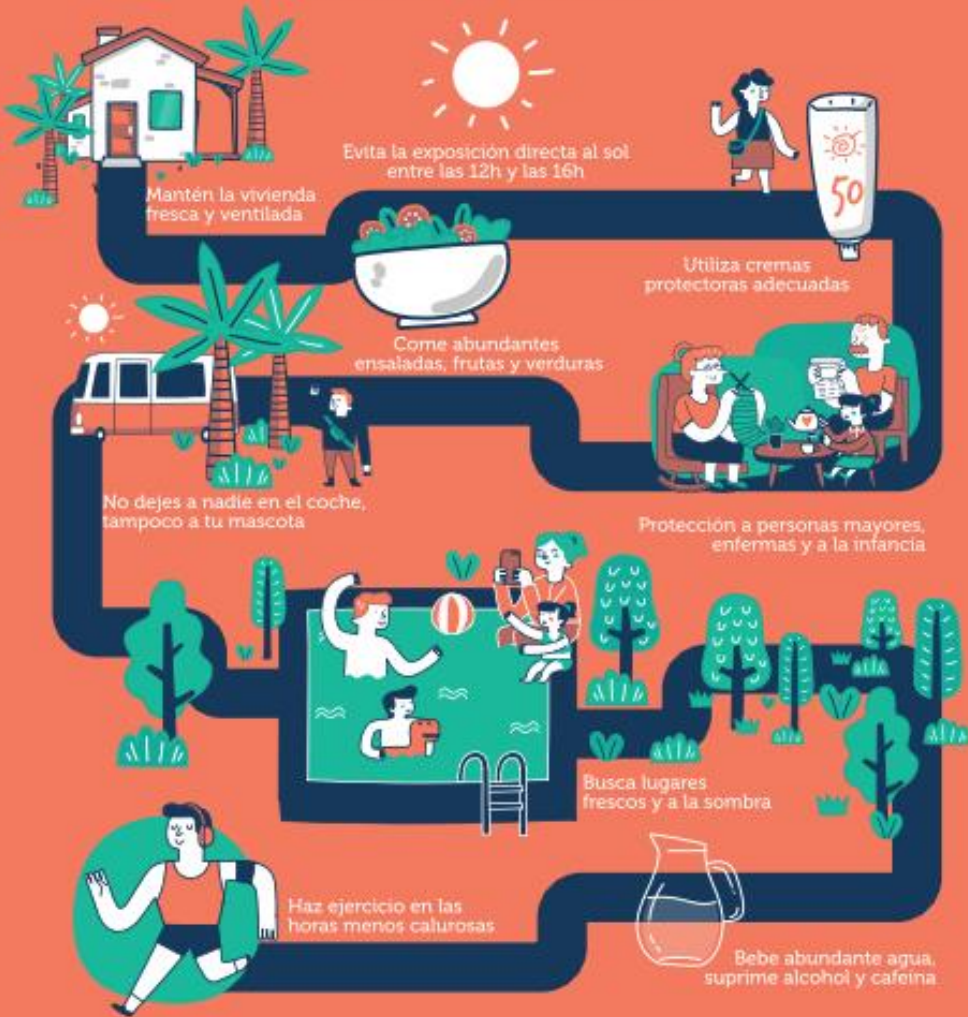 Mantén la vivienda
fresca y ventilada
Evita la exposición directa al sol
entre las 12h y las 16h
50
Utiliza cremas
protectoras adecuadas
Come abundantes
ensaladas, frutas y verduras
No dejes a nadie en el coche,
tampoco a tu mascota
Protección a personas mayores,
enfermas y a la infancia
Busca lugares
frescos y a la sombra
Haz ejercicio en las
horas menos calurosas
Bebe abundante agua,
suprime alcohol y cafeína